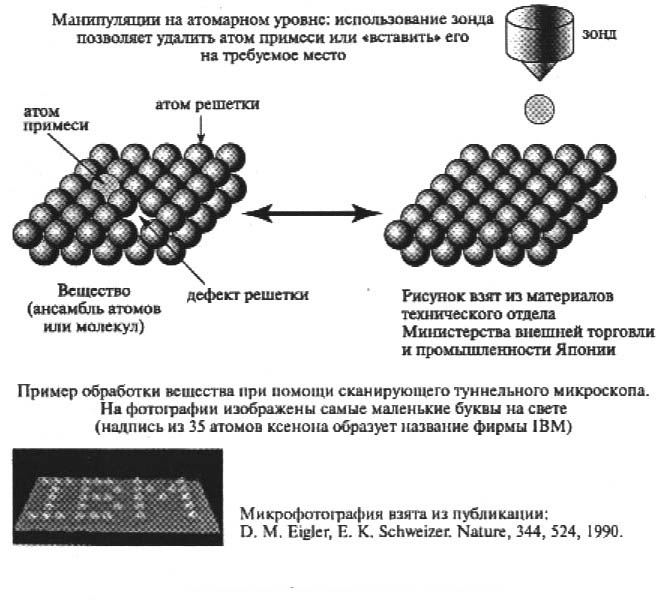 Манипуляции на атомарном уровне: использование зонда
позволяет удалить атом примеси или «вставить» его
на требуемое место
зонд
атом
примеси
атом решетки
дефект решетки
Вещество
(ансамбль атомов
или молекул)
Рисунок взят из материалов
технического отдела
Министерства внешней торговли
и промышленности Японии
Пример обработки вещества при помощи сканирующего туннельного микроскопа.
На фотографии изображены самые маленькие буквы на свете
(надпись из 35 атомов ксенона образует название фирмы IBM)
IBM
Микрофотография взята из публикации:
D. M. Eigler, E. K. Schweizer. Nature, 344, 524, 1990.